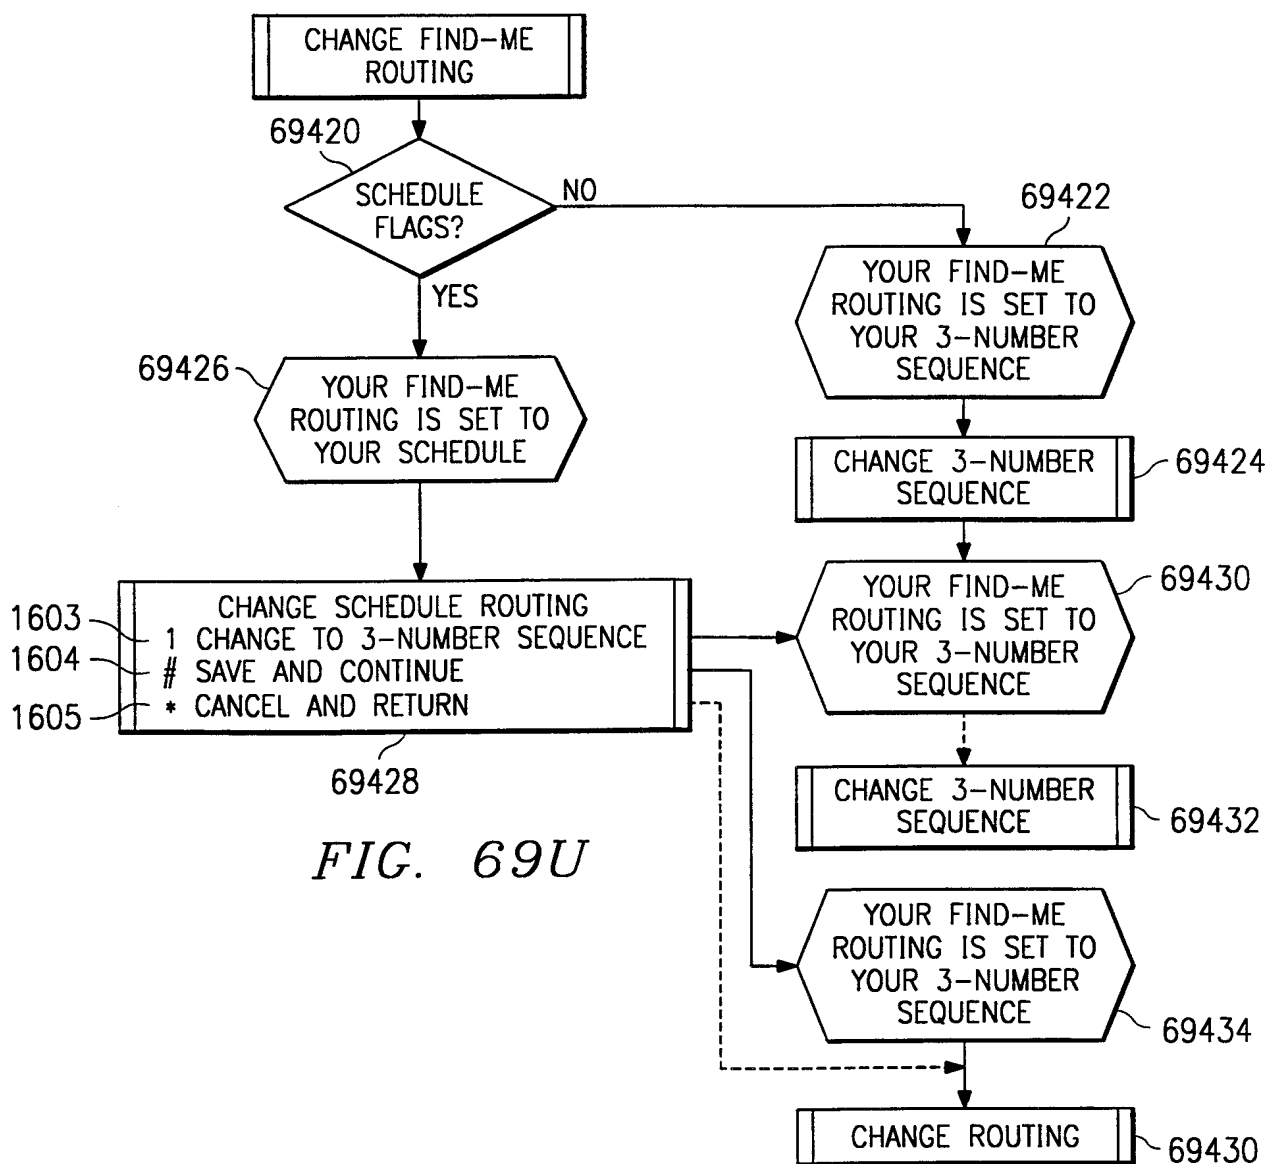 CHANGE FIND-ME
ROUTING
69420
SCHEDULE
FLAGS?
NO
YES
69422
YOUR FIND-ME
ROUTING IS SET TO
YOUR 3-NUMBER
SEQUENCE
69426
YOUR FIND-ME
ROUTING IS SET TO
YOUR SCHEDULE
CHANGE 3-NUMBER
SEQUENCE
69424
YOUR FIND-ME
ROUTING IS SET TO
YOUR 3-NUMBER
SEQUENCE
69430
CHANGE SCHEDULE ROUTING
1603 1 CHANGE TO 3-NUMBER SEQUENCE
1604 # SAVE AND CONTINUE
1605 * CANCEL AND RETURN
69428
CHANGE 3-NUMBER
SEQUENCE
69432
FIG. 69U
YOUR FIND-ME
ROUTING IS SET TO
YOUR 3-NUMBER
SEQUENCE
69434
CHANGE ROUTING
69430